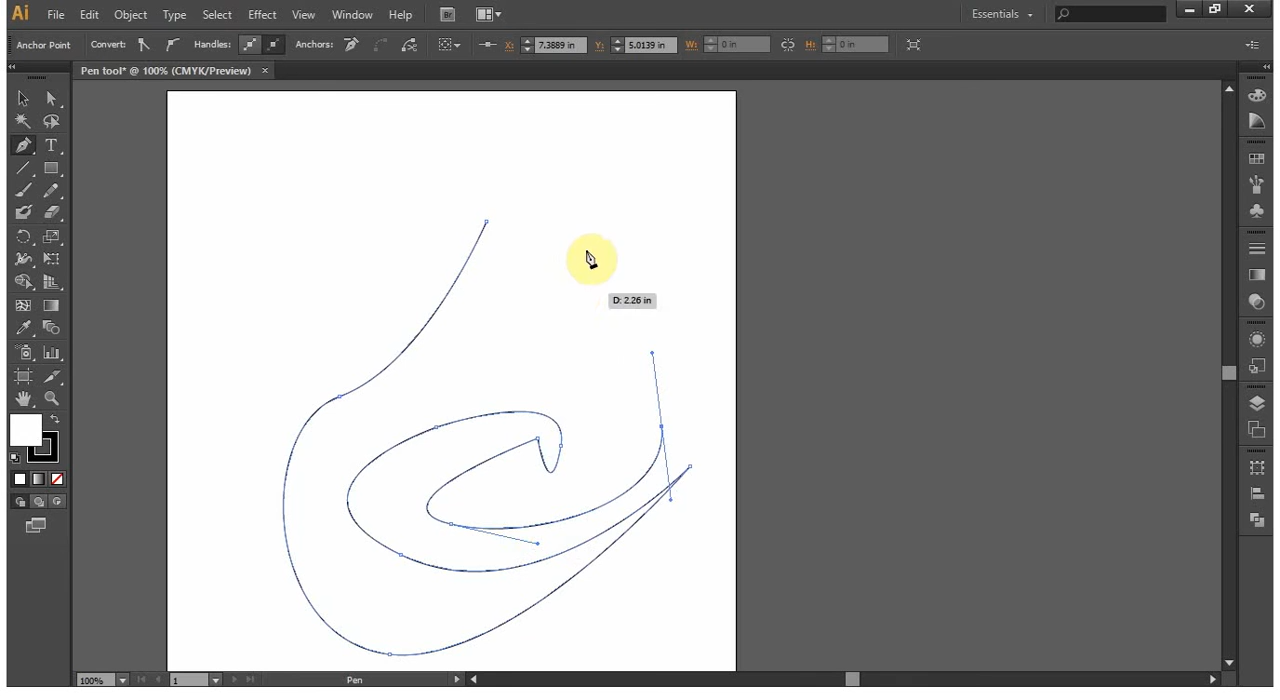 Ai File Edit Object Type Select Effect View Window Help Br Essentials
Anchor Point Convert: Handles: Anchors: X: 7.3889 in Y: 5.0139 in W: 0 in H: 0 in
Pen tool* @ 100% (CMYK/Preview) ×
T
D: 2.26 in
100% 1 Pen